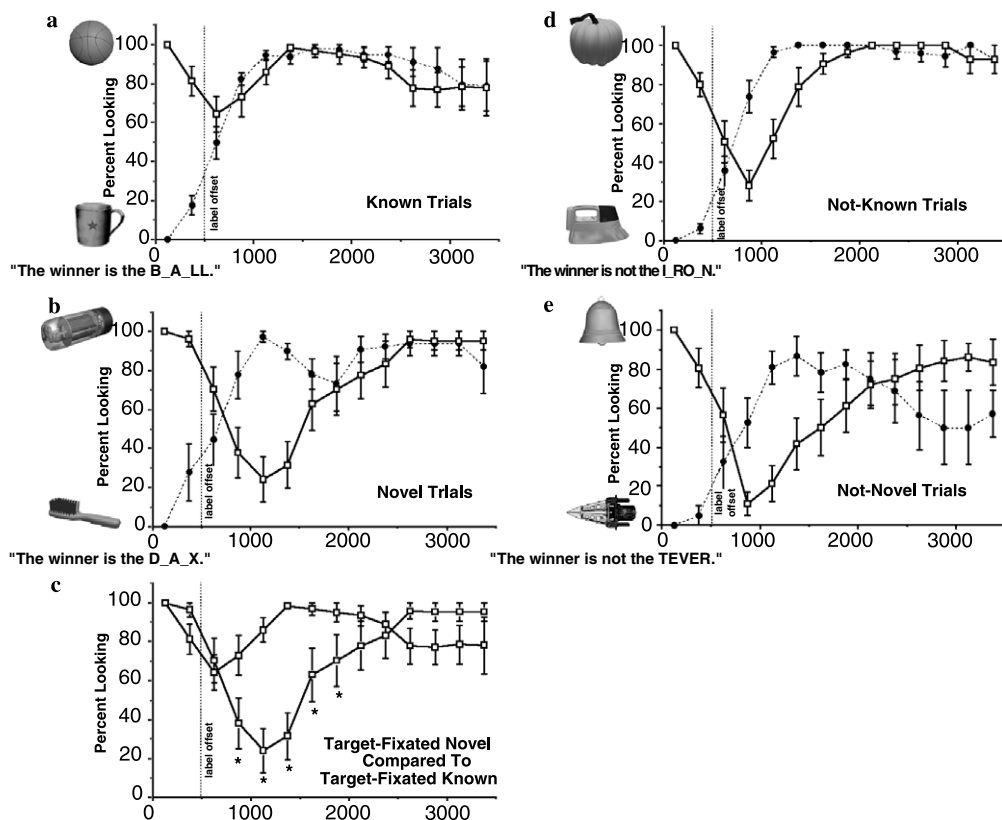 a
100
80
60
40
20
0
Percent Looking
label offset
Known Trials
0
1000
2000
3000
"The winner is the B_A_LL."
b
100
80
60
40
20
0
Percent Looking
label offset
Novel Trials
0
1000
2000
3000
"The winner is the D_A_X."
c
100
80
60
40
20
0
Percent Looking
label offset
*
*
*
*
*
Target-Fixated Novel
Compared To
Target-Fixated Known
0
1000
2000
3000
d
100
80
60
40
20
0
Percent Looking
label offset
Not-Known Trials
0
1000
2000
3000
"The winner is not the I_RO_N."
e
100
80
60
40
20
0
Percent Looking
label
offset
Not-Novel Trials
0
1000
2000
3000
"The winner is not the TEVER."